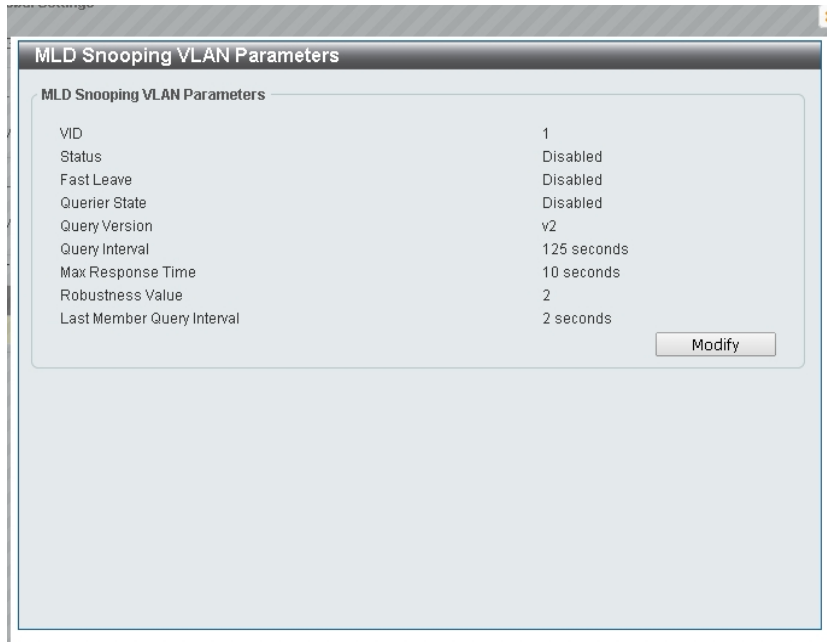 obal Settings
MLD Snooping VLAN Parameters
MLD Snooping VLAN Parameters
VID 1
Status Disabled
Fast Leave Disabled
Querier State Disabled
Query Version v2
Query Interval 125 seconds
Max Response Time 10 seconds
Robustness Value 2
Last Member Query Interval 2 seconds
Modify